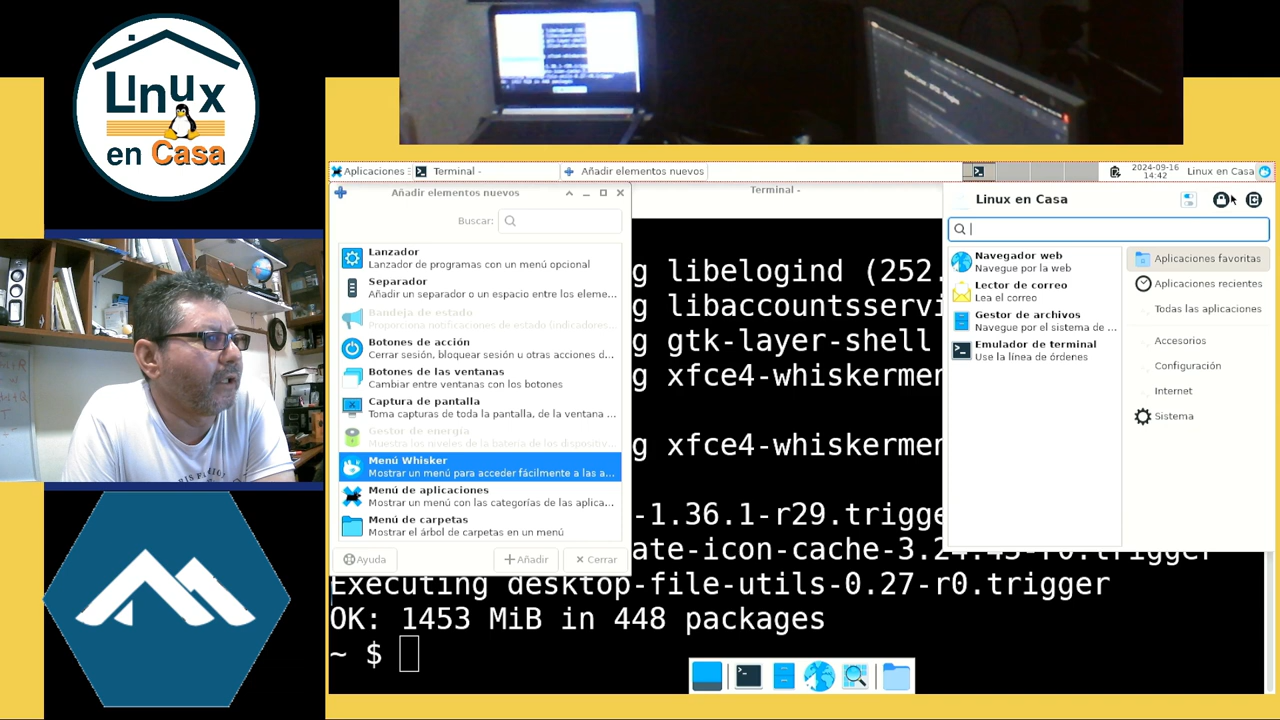 Linux
en Casa
Aplicaciones
Terminal -
Añadir elementos nuevos
2024-09-16
14:42
Linux en Casa
Añadir elementos nuevos
Buscar:
Lanzador
Lanzador de programas con un menú opcional
Separador
Añadir un separador o un espacio entre los eleme...
Bandeja de estado
Proporciona notificaciones de estado (indicadores...
Botones de acción
Cerrar sesión, bloquear sesión u otras acciones d...
Botones de las ventanas
Cambiar entre ventanas con los botones
Captura de pantalla
Toma capturas de toda la pantalla, de la ventana ...
Gestor de energía
Muestra los niveles de la batería de los dispositiv...
Menú Whisker
Mostrar un menú para acceder fácilmente a las a...
Menú de aplicaciones
Mostrar un menú con las categorías de las aplica...
Menú de carpetas
Mostrar el árbol de carpetas en un menú
Ayuda
Añadir
Cerrar
Terminal -
g libelogind (252.
g libaccountsservi
g gtk-layer-shell
g xfce4-whiskermen
g xfce4-whiskermen
-1.36.1-r29.trigge
ate-icon-cache-3.24.43-r0.trigger
Executing desktop-file-utils-0.27-r0.trigger
OK: 1453 MiB in 448 packages
~ $
Linux en Casa
Navegador web
Navegue por la web
Lector de correo
Lea el correo
Gestor de archivos
Navegue por el sistema de ...
Emulador de terminal
Use la línea de órdenes
Aplicaciones favoritas
Aplicaciones recientes
Todas las aplicaciones
Accesorios
Configuración
Internet
Sistema